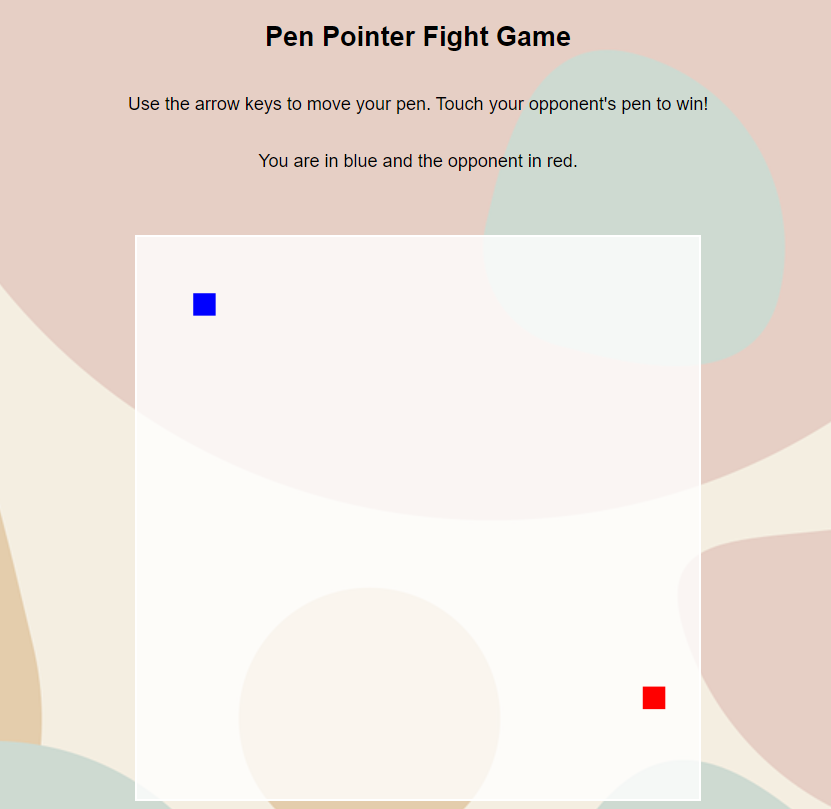 Pen Pointer Fight Game
Use the arrow keys to move your pen. Touch your opponent's pen to win!
You are in blue and the opponent in red.